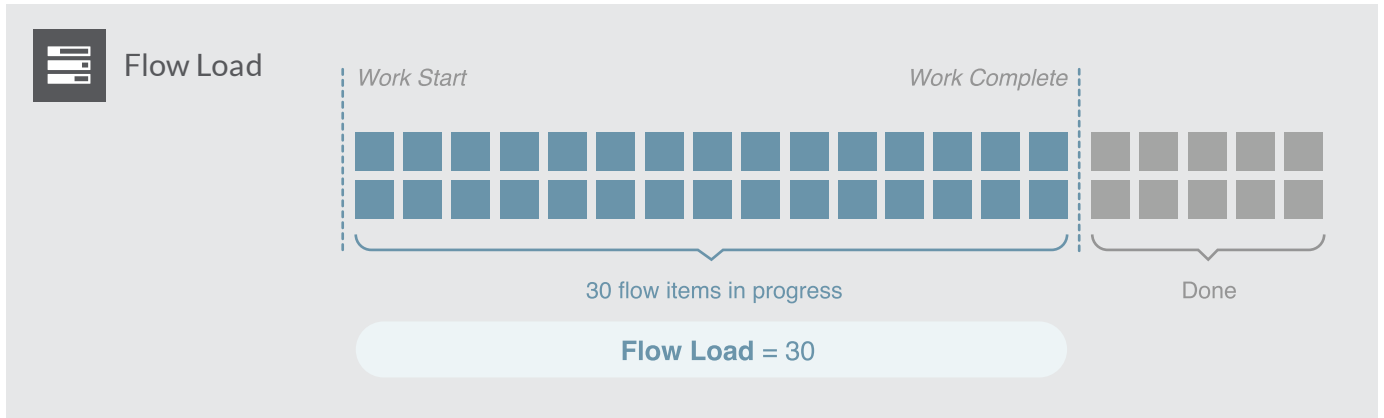 Flow Load
Work Start
Work Complete
30 flow items in progress
Done
Flow Load = 30